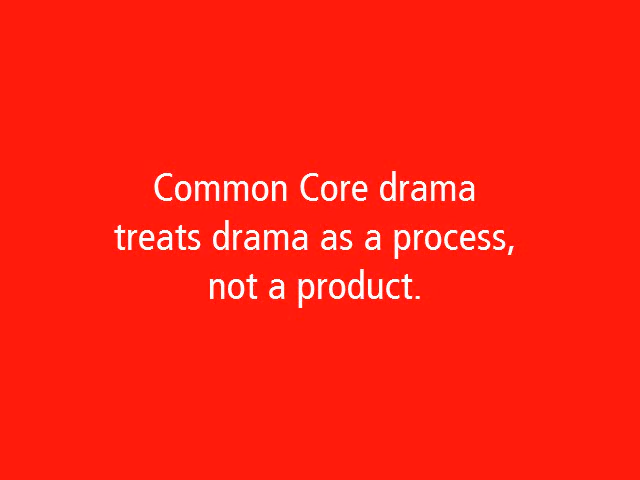 Common Core drama
treats drama as a process,
not a product.